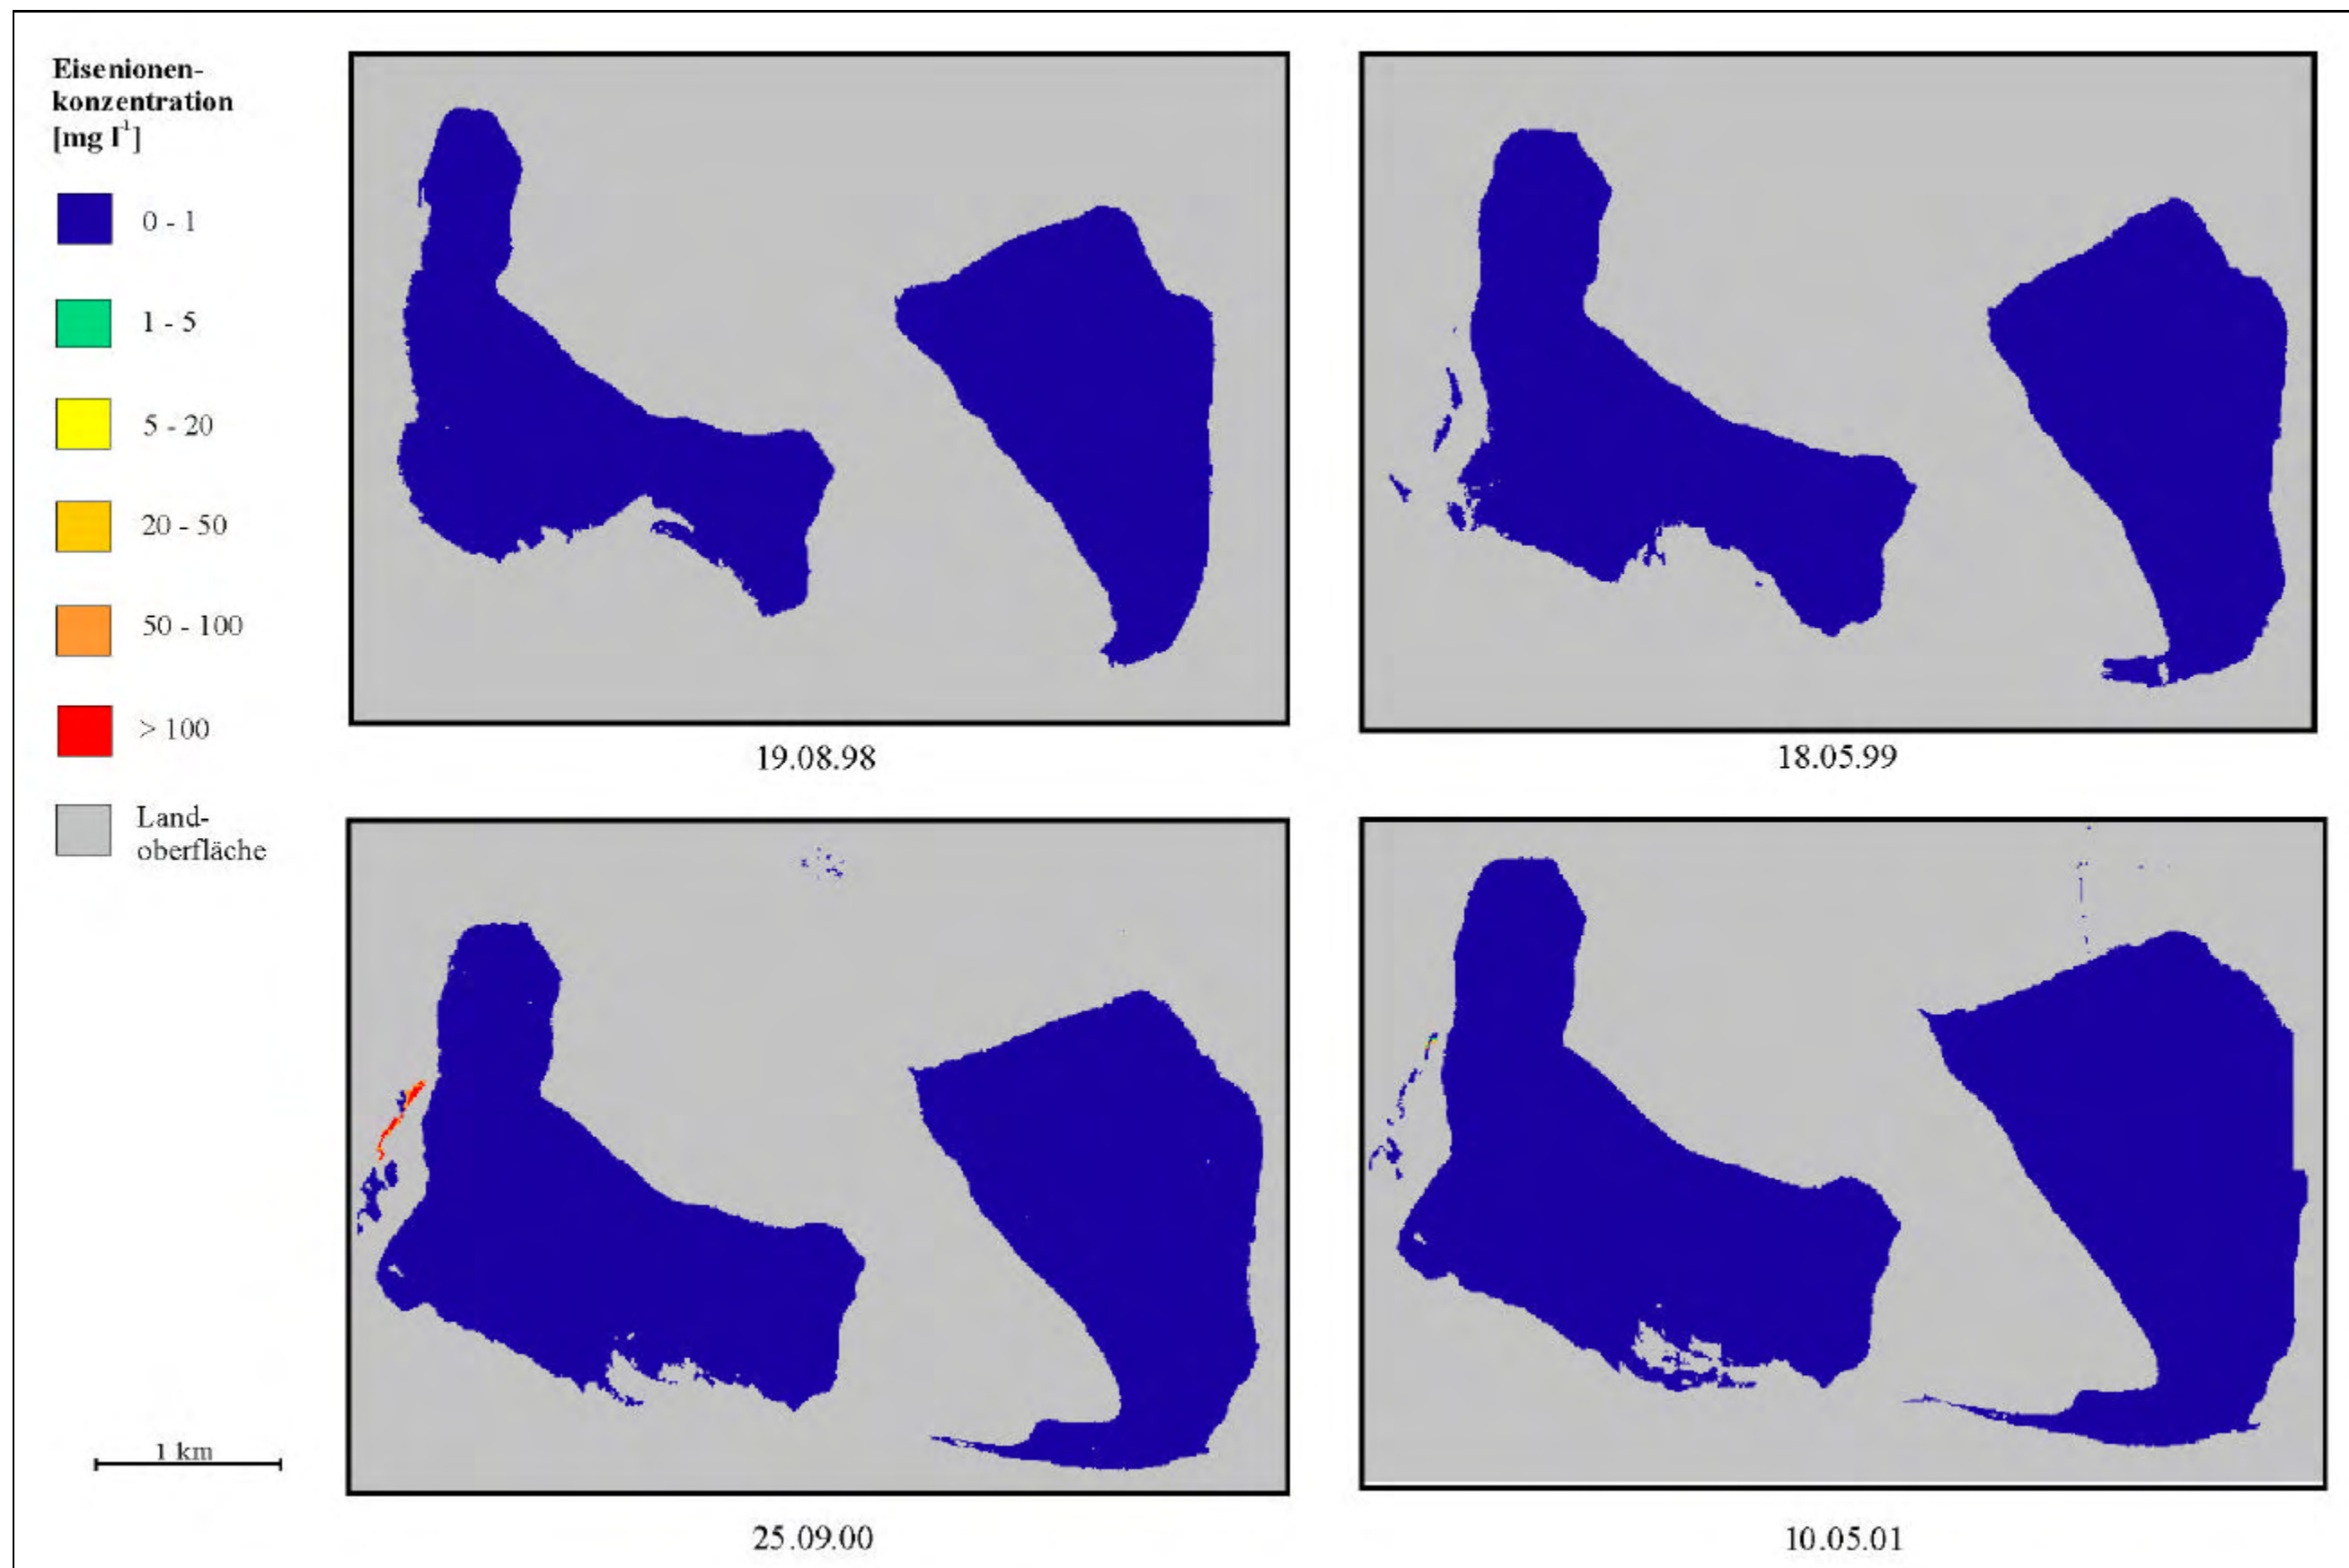 Eisenionen-
konzentration
[mg l¹]
0 - 1
1 - 5
5 - 20
20 - 50
50 - 100
> 100
Land-
oberfläche
1 km
19.08.98
18.05.99
25.09.00
10.05.01